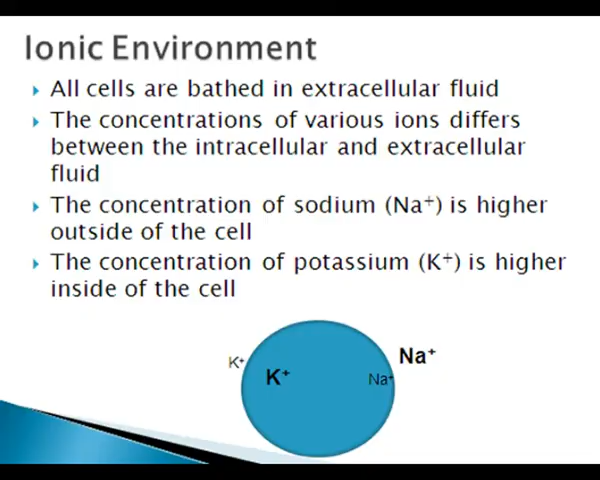 Ionic Environment
All cells are bathed in extracellular fluid
The concentrations of various ions differs
between the intracellular and extracellular
fluid
The concentration of sodium (Na⁺) is higher
outside of the cell
The concentration of potassium (K⁺) is higher
inside of the cell
K⁺ K⁺ Na⁺ Na⁺